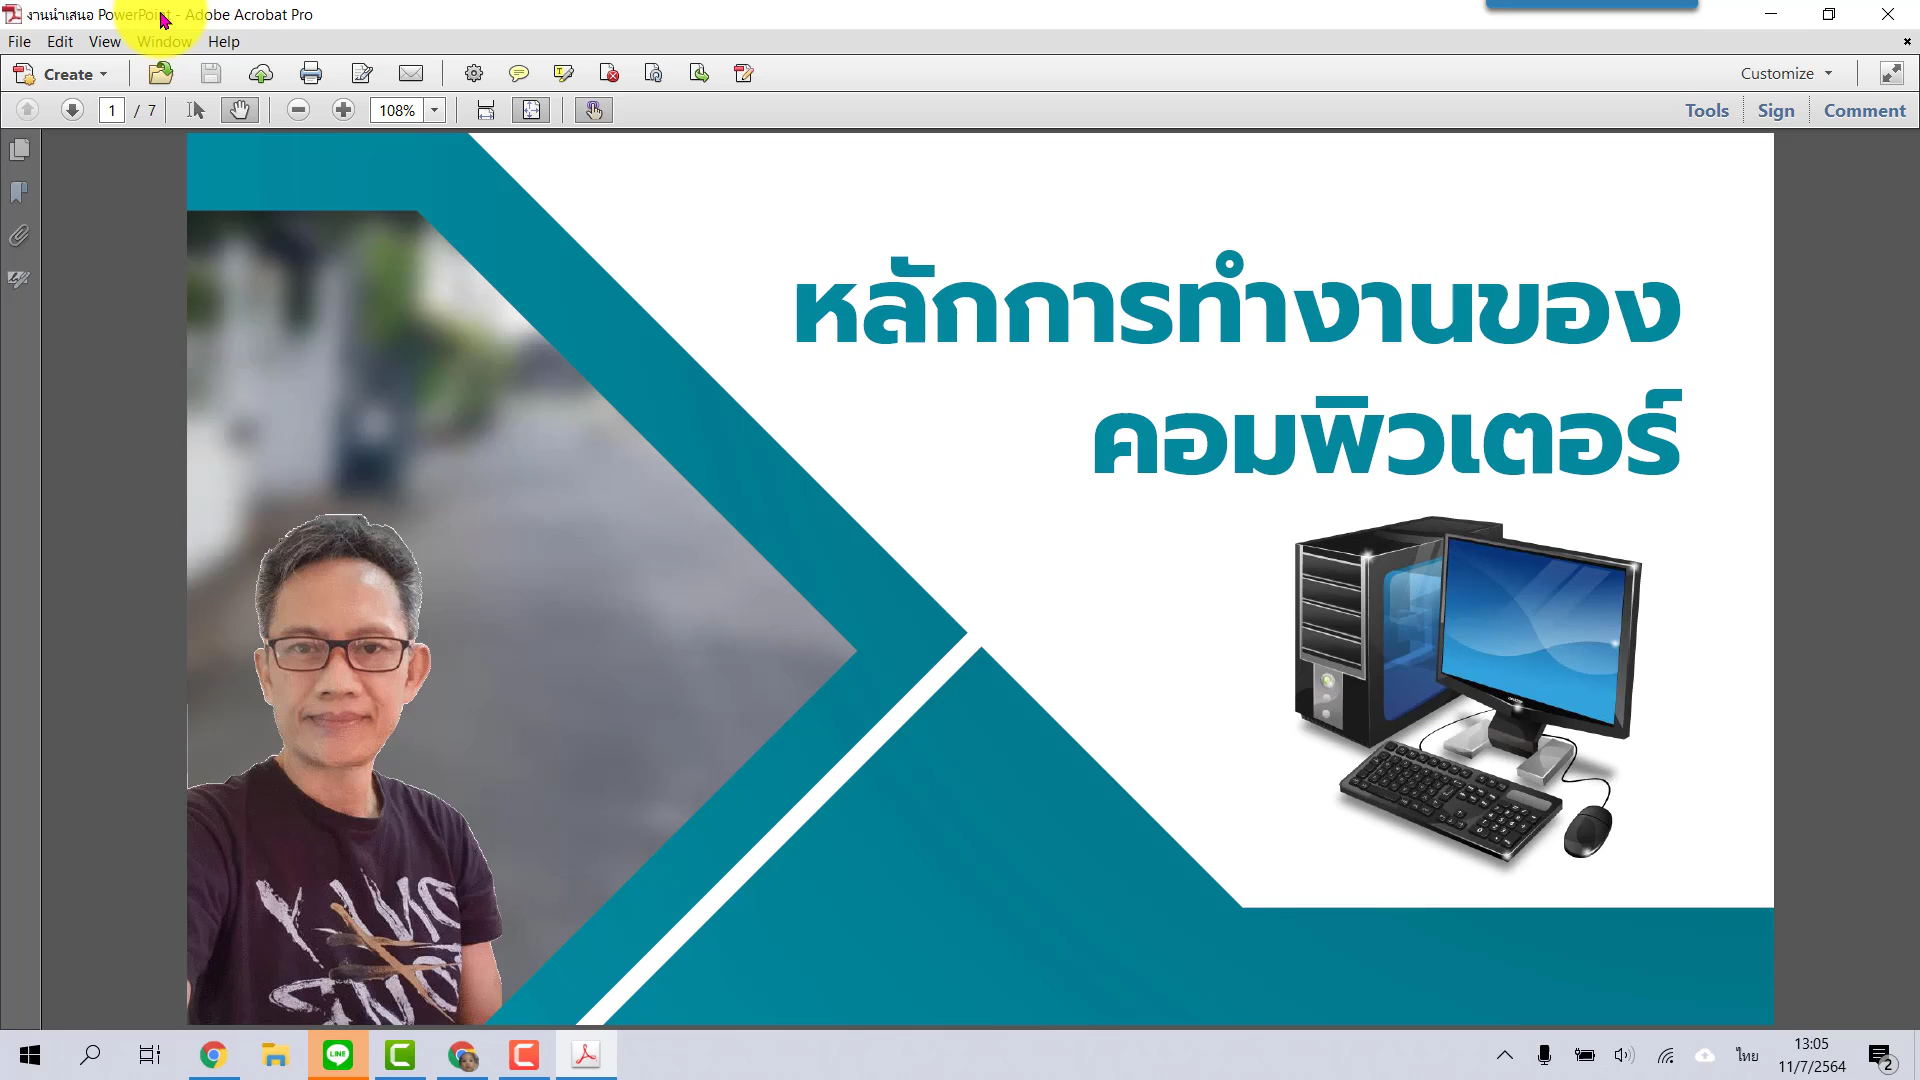 งานนำเสนอ PowerPoint - Adobe Acrobat Pro
File Edit View Window Help
Create
Customize
1 / 7
108%
Tools Sign Comment
หลักการทำงานของ
คอมพิวเตอร์
LINE
ไทย
13:05
11/7/2564
2